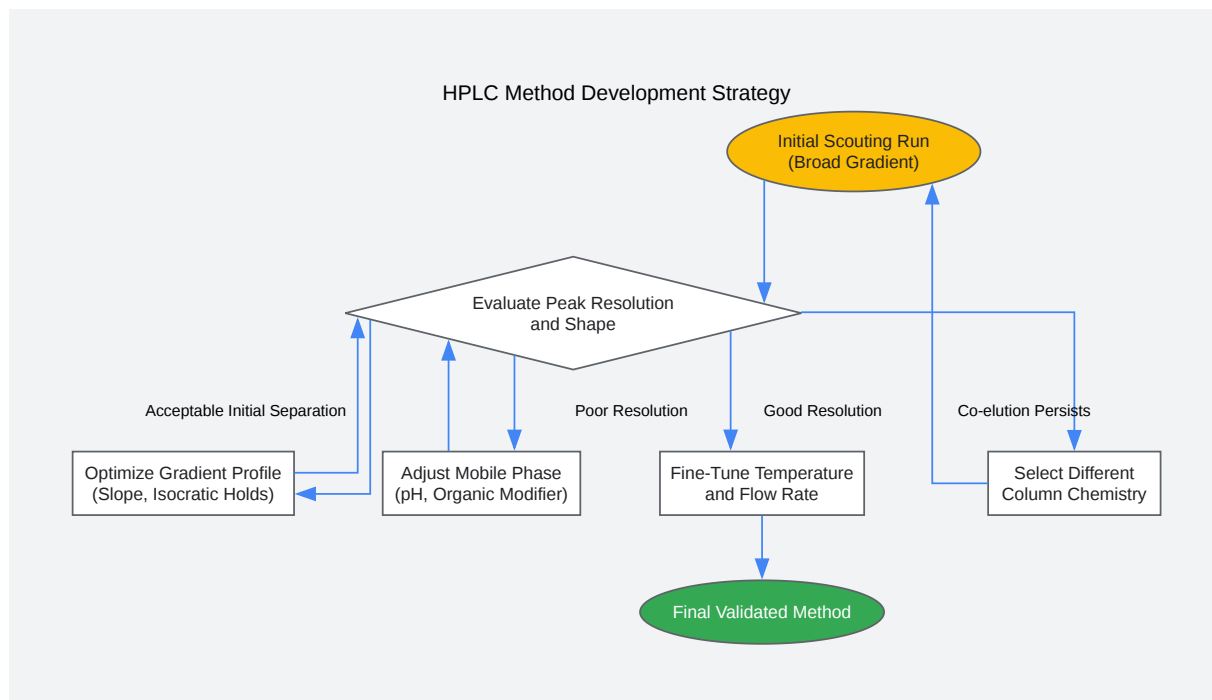 HPLC Method Development Strategy
Initial Scouting Run
(Broad Gradient)
Evaluate Peak Resolution
and Shape
Acceptable Initial Separation
Poor Resolution
Good Resolution
Co-elution Persists
Optimize Gradient Profile
(Slope, Isocratic Holds)
Adjust Mobile Phase
(pH, Organic Modifier)
Fine-Tune Temperature
and Flow Rate
Select Different
Column Chemistry
Final Validated Method